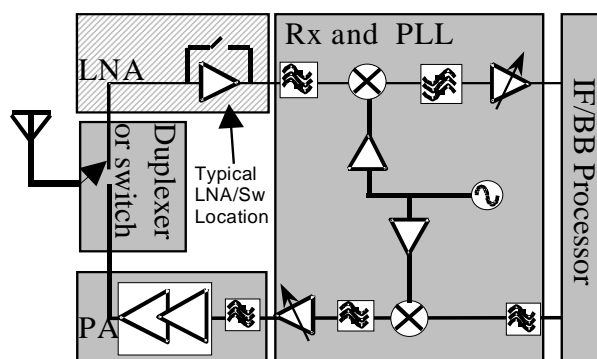 LNA
Rx and PLL
Duplexer
or switch
Typical
LNA/Sw
Location
IF/BB Processor
PA